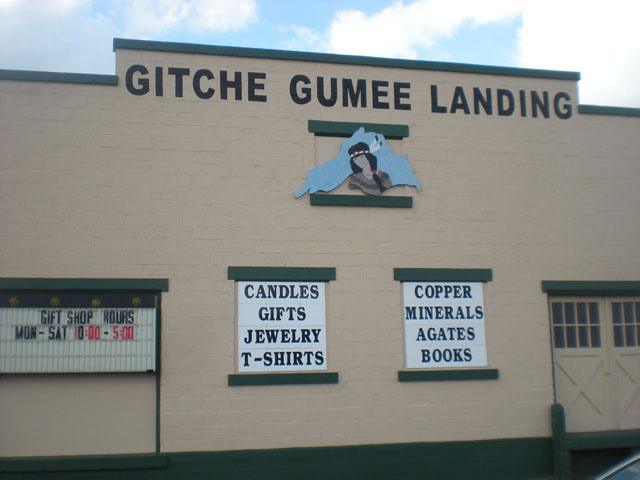 GITCHE GUMEE LANDING
GIFT SHOP HOURS
MON - SAT 10:00 - 5:00
CANDLES
GIFTS
JEWELRY
T-SHIRTS
COPPER
MINERALS
AGATES
BOOKS